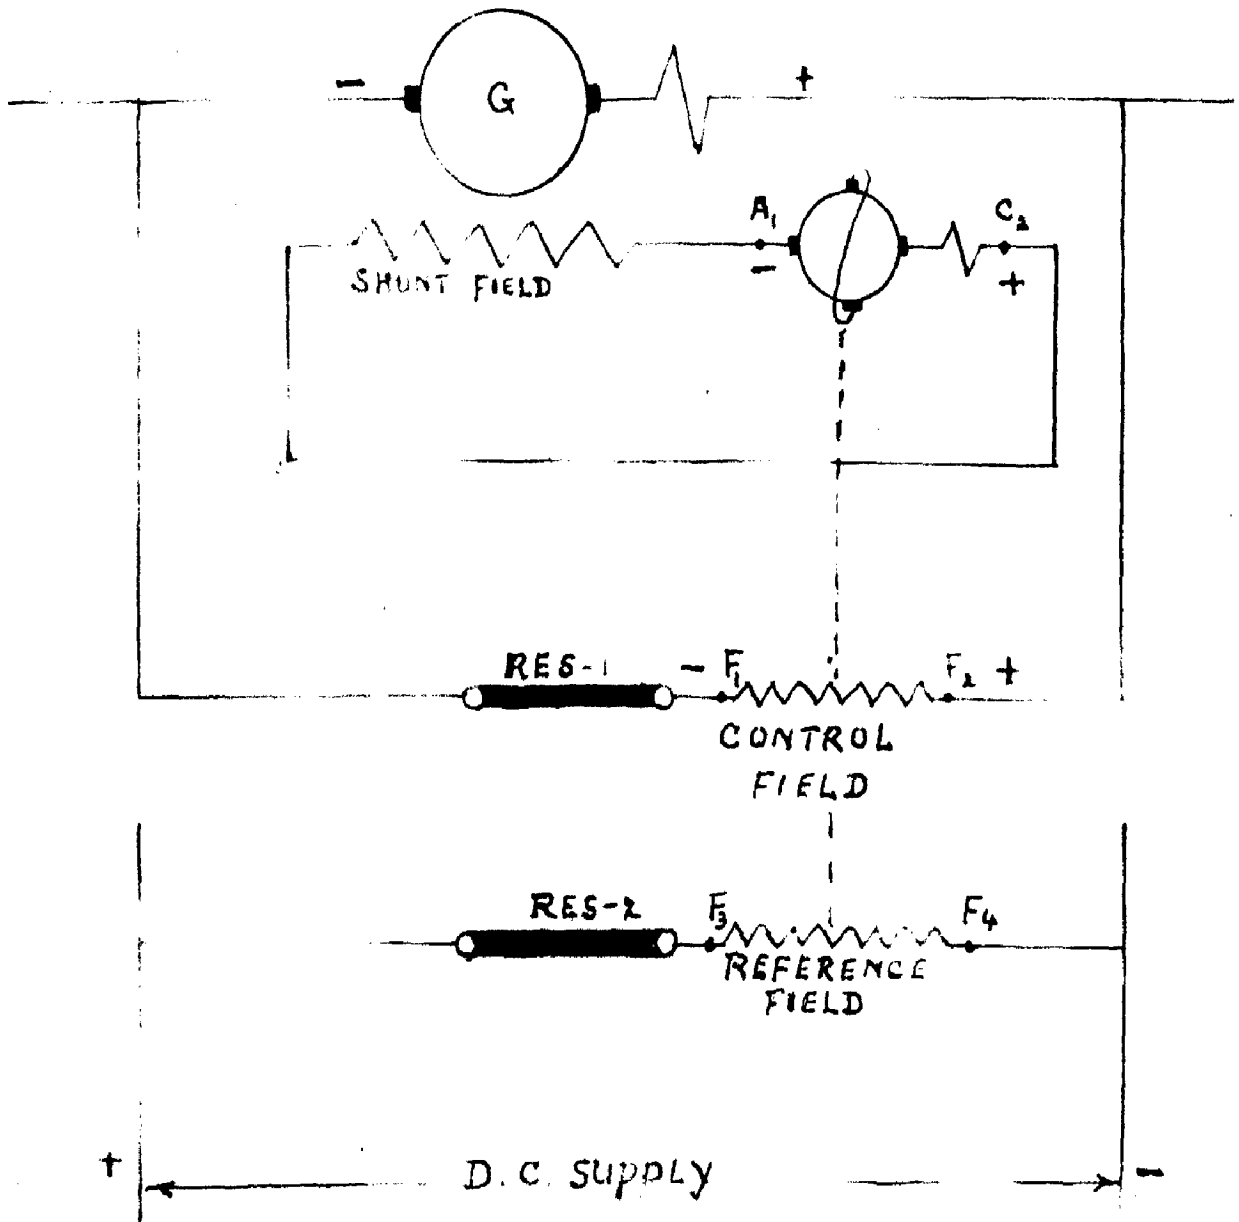 − G +
A₁ C₂
− +
SHUNT FIELD
RES-1 − F₁ F₂ +
CONTROL
FIELD
RES-2 F₃ F₄
REFERENCE
FIELD
+ D.C. SUPPLY −